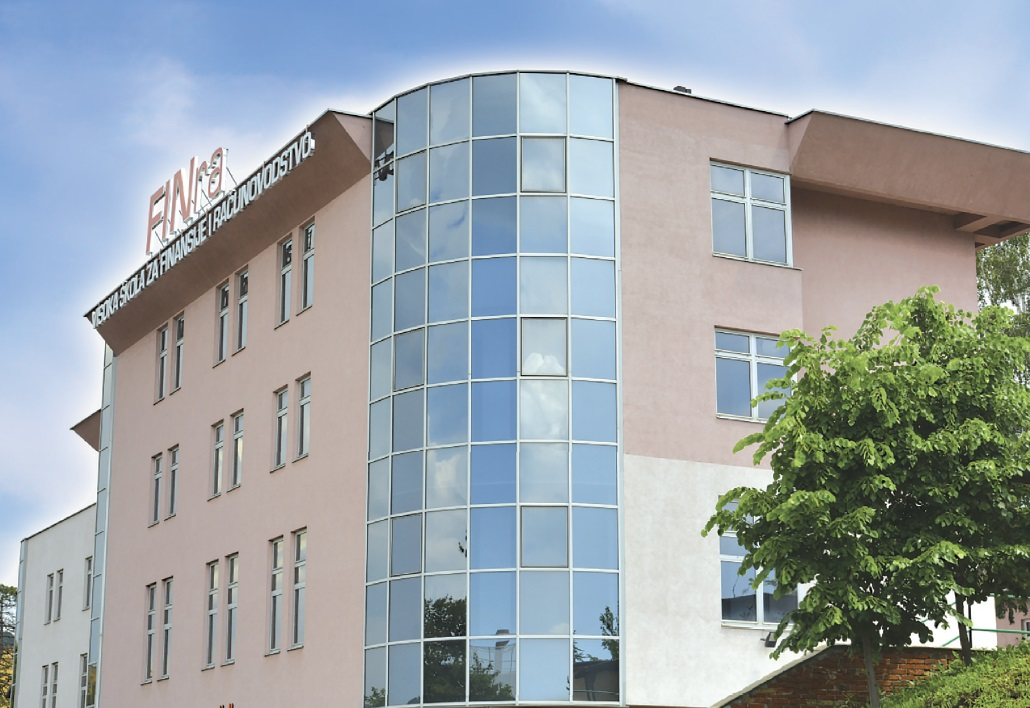 FINra
VISOKA ŠKOLA ZA FINANSIJE I RAČUNOVODSTVO